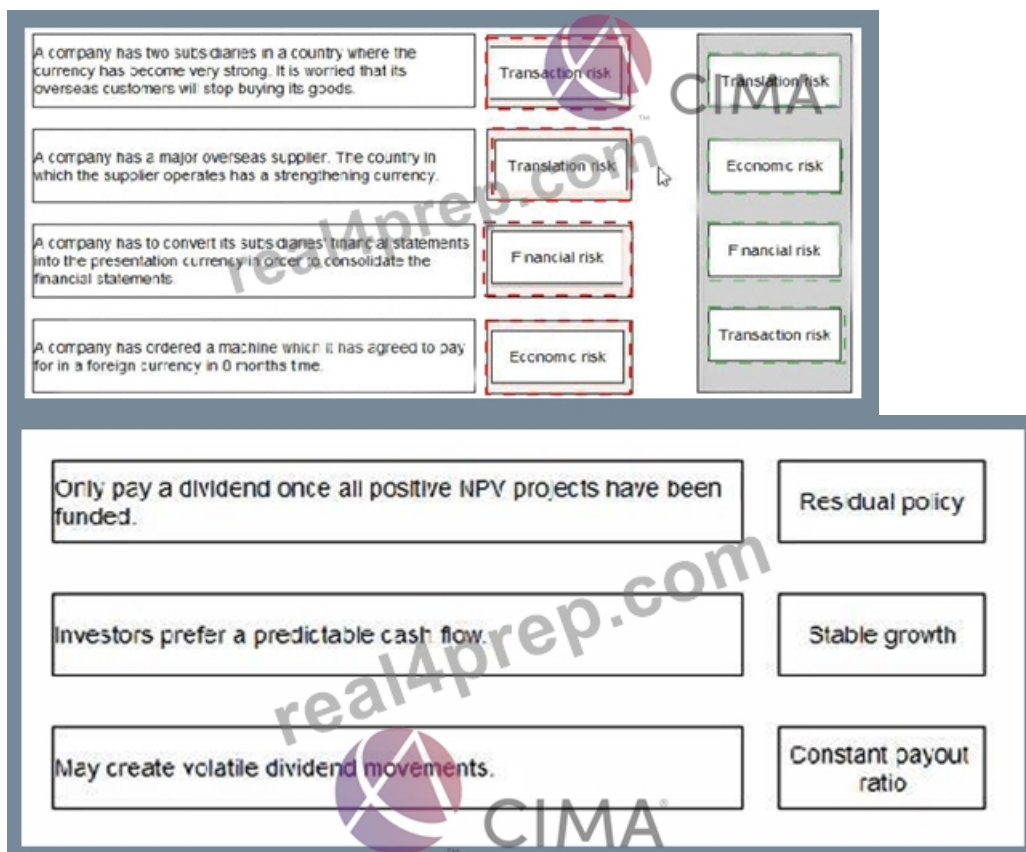 A company has two subsidiaries in a country where the
currency has become very strong. It is worried that its
overseas customers will stop buying its goods.
Transaction risk
Translation risk
CIMA
TM
A company has a major overseas supplier. The country in
which the supplier operates has a strengthening currency.
Translation risk
Economic risk
real4prep.com
A company has to convert its subsidiaries' financial statements
into the presentation currency in order to consolidate the
financial statements.
Financial risk
Financial risk
Transaction risk
A company has ordered a machine which it has agreed to pay
for in a foreign currency in months time.
Economic risk
Only pay a dividend once all positive NPV projects have been
funded.
Residual policy
Investors prefer a predictable cash flow.
Stable growth
real4prep.com
May create volatile dividend movements.
Constant payout
ratio
CIMA®
TM